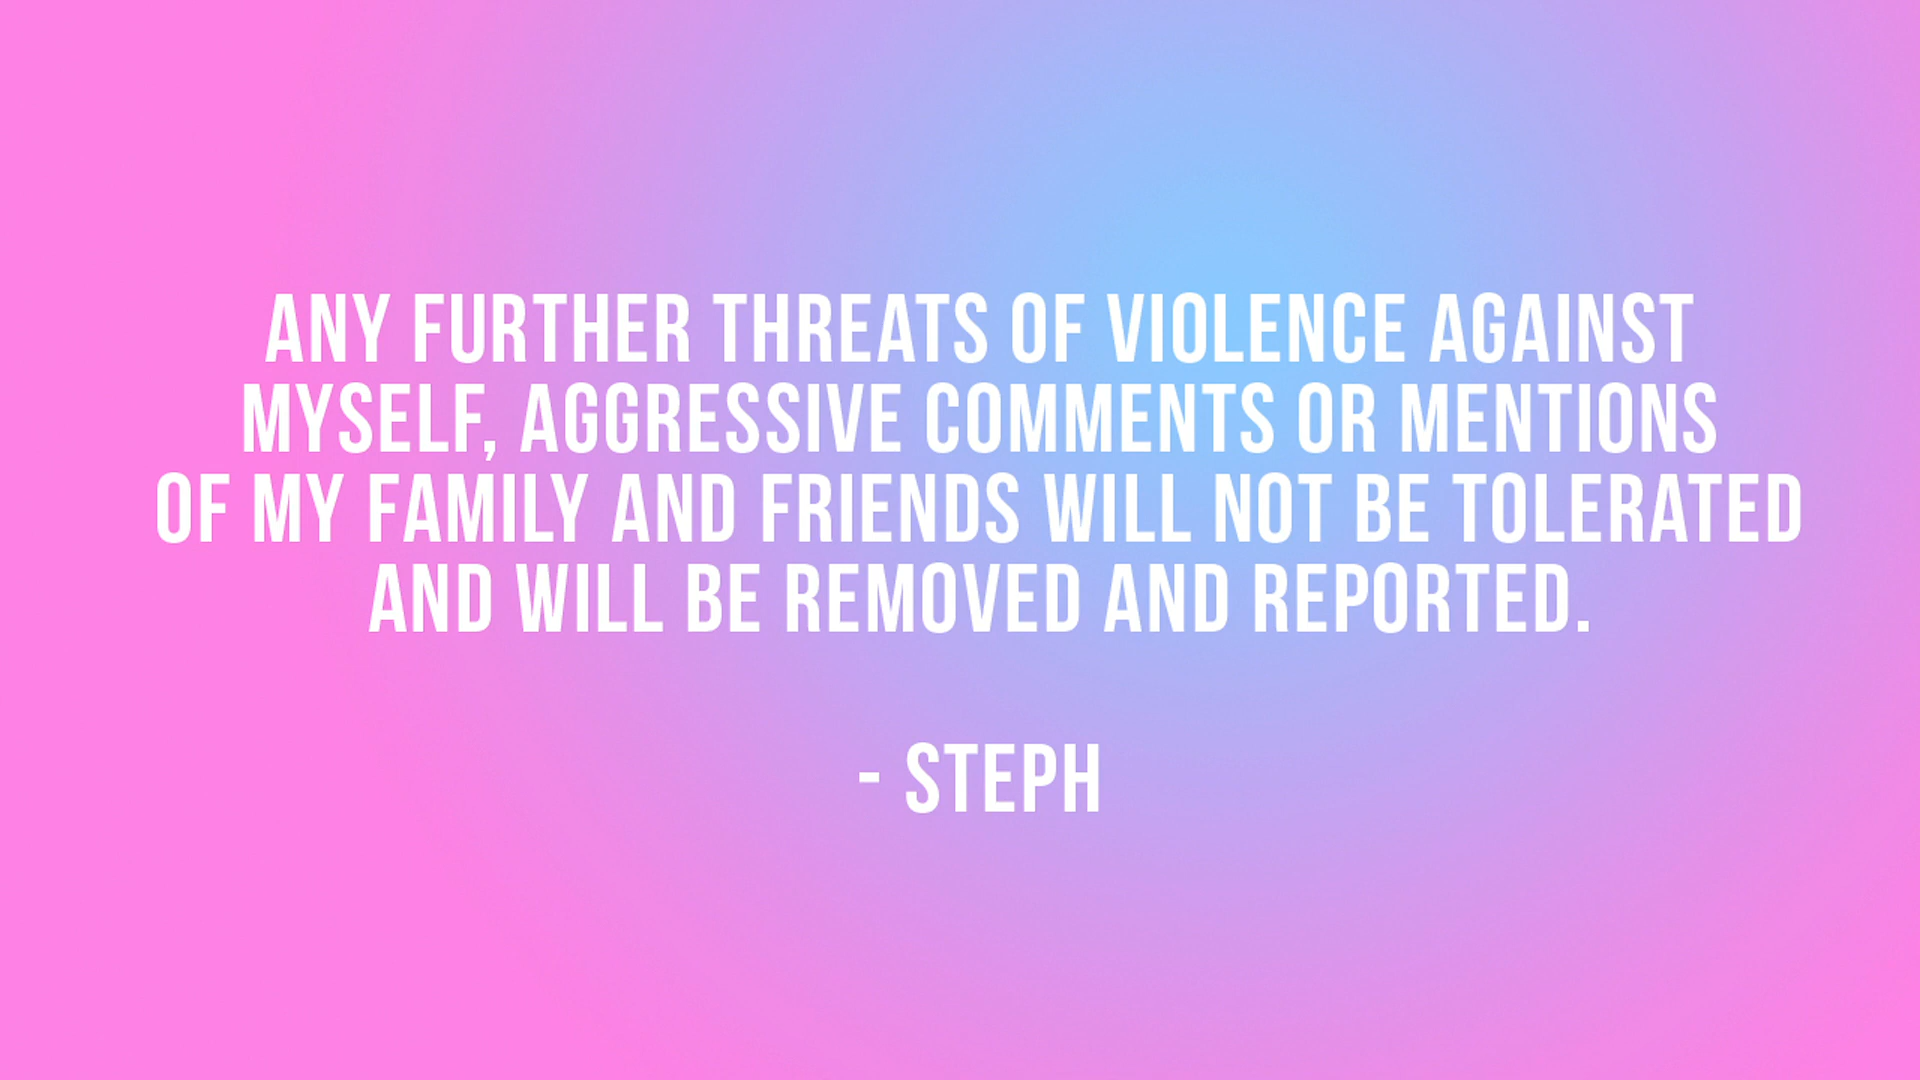 ANY FURTHER THREATS OF VIOLENCE AGAINST
MYSELF, AGGRESSIVE COMMENTS OR MENTIONS
OF MY FAMILY AND FRIENDS WILL NOT BE TOLERATED
AND WILL BE REMOVED AND REPORTED.
- STEPH